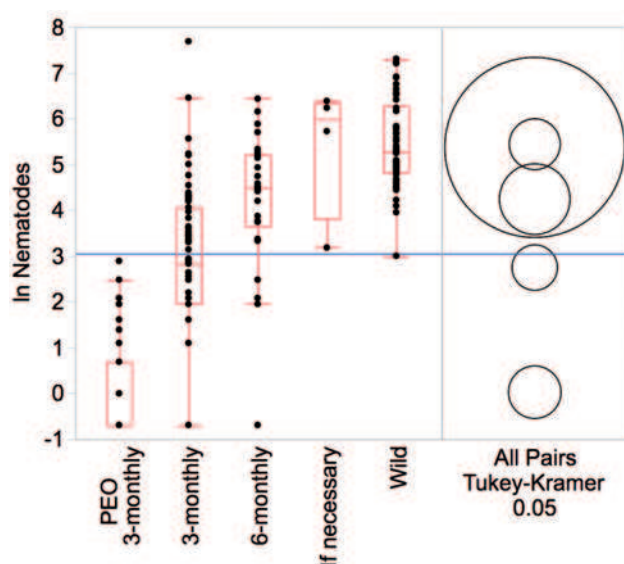 8
7
6
5
4
3
2
1
0
-1
ln Nematodes
PEO
3-monthly
3-monthly
6-monthly
If necessary
Wild
All Pairs
Tukey-Kramer
0.05